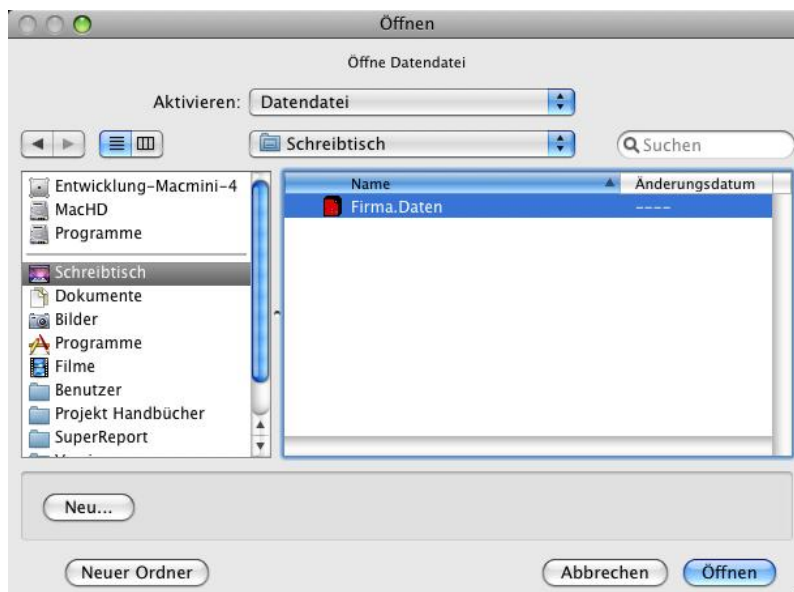 Öffnen
Öffne Datendatei
Aktivieren: Datendatei
Schreibtisch
Suchen
Entwicklung-Macmini-4
MacHD
Programme
Schreibtisch
Dokumente
Bilder
Programme
Filme
Benutzer
Projekt Handbücher
SuperReport
Name Änderungsdatum
Firma.Daten ----
Neu...
Neuer Ordner Abbrechen Öffnen